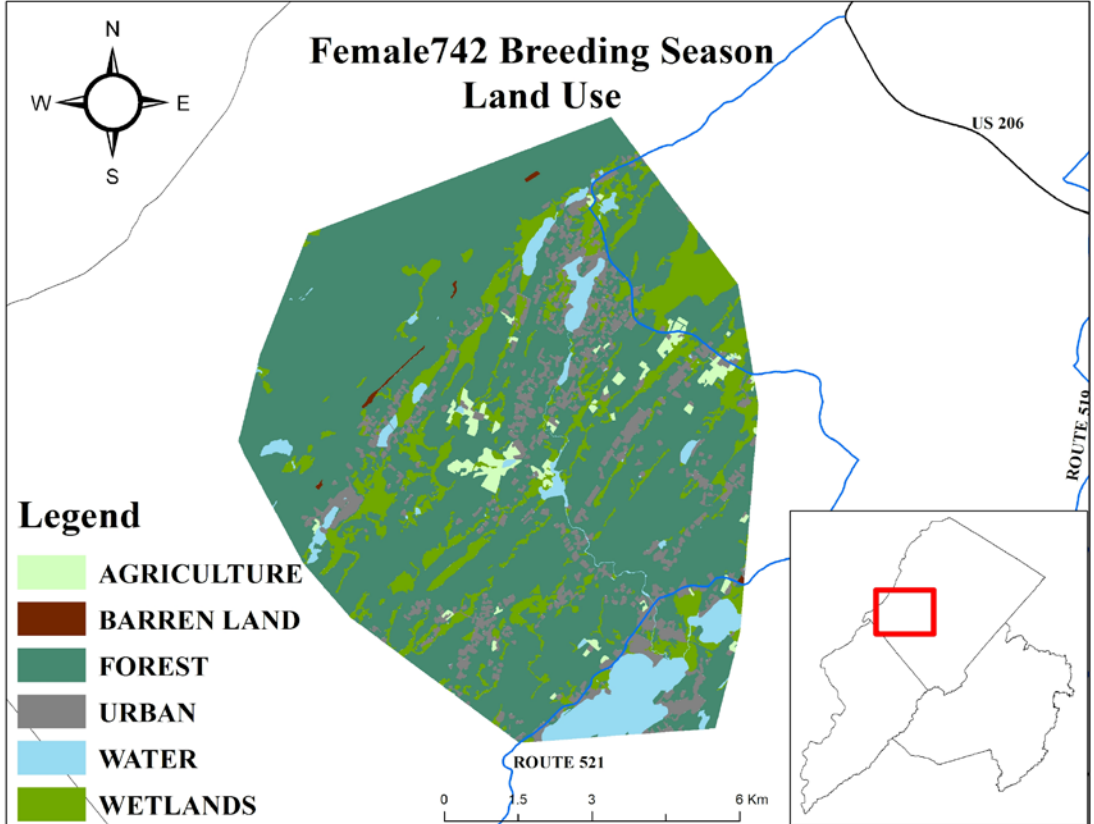 N
W E
S
Female742 Breeding Season
Land Use
US 206
ROUTE 519
Legend
AGRICULTURE
BARREN LAND
FOREST
URBAN
WATER
WETLANDS
ROUTE 521
0 1.5 3 6 Km